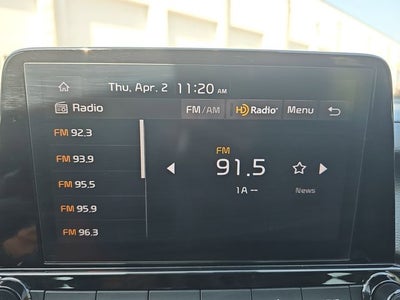 Thu, Apr. 2 11:20 AM
Radio FM/AM HD Radio® Menu
FM 92.3
FM 93.9
FM 95.5
FM 95.9
FM 96.3
FM
91.5
1A --
News